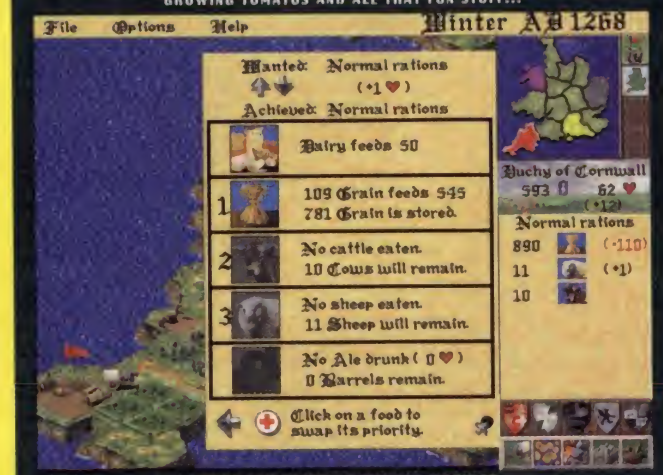 GROWING TOMATOS AND ALL THAT FUN STUFF...
File Options Help Winter AD 1268
Wanted: Normal rations
(+1 ❤)
Achieved: Normal rations
Dairy feeds 50
1 109 Grain feeds 545
781 Grain is stored.
2 No cattle eaten.
10 Cows will remain.
3 No sheep eaten.
11 Sheep will remain.
No Ale drunk ( 0 ❤)
0 Barrels remain.
Click on a food to
swap its priority.
Duchy of Cornwall
593 62 ❤
(+12)
Normal rations
890 (-110)
11 (+1)
10